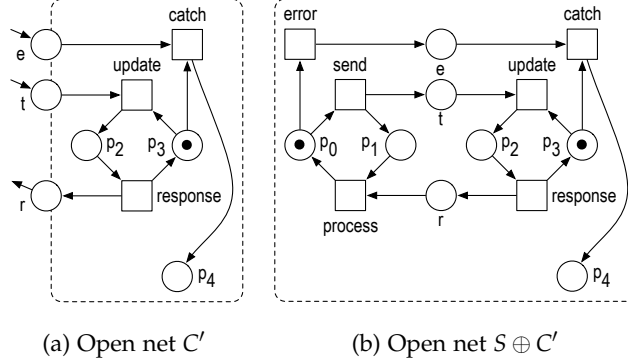 catch
e
update
t
p2
p3
r
response
p4
(a) Open net C′
error
catch
send
e
update
t
p0
p1
p2
p3
process
r
response
p4
(b) Open net S ⊕ C′